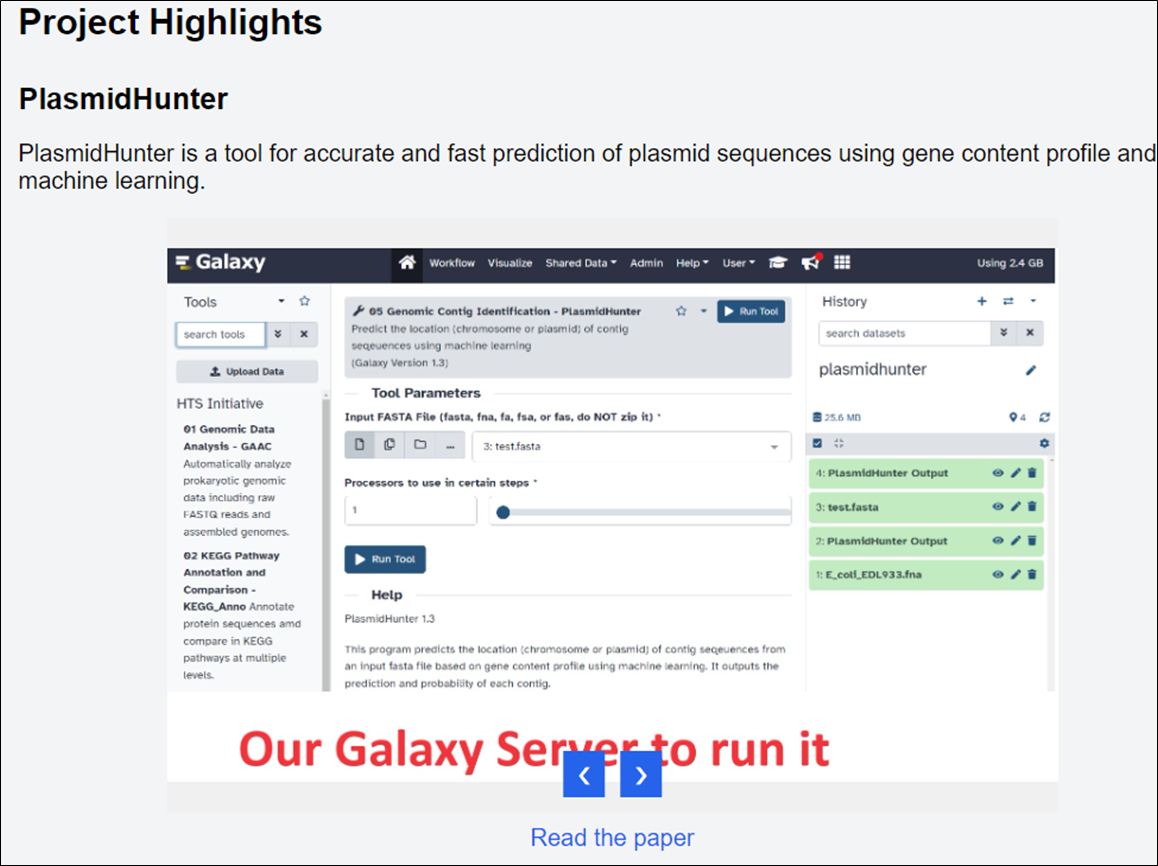 Project Highlights
PlasmidHunter
PlasmidHunter is a tool for accurate and fast prediction of plasmid sequences using gene content profile and
machine learning.
Galaxy
Workflow Visualize Shared Data Admin Help User
Using 2.4 GB
Tools
search tools
Upload Data
HTS Initiative
01 Genomic Data
Analysis - GAAC
Automatically analyze
prokaryotic genomic
data including raw
FASTQ reads and
assembled genomes.
02 KEGG Pathway
Annotation and
Comparison -
KEGG_Anno Annotate
protein sequences amd
compare in KEGG
pathways at multiple
levels.
05 Genomic Contig Identification - PlasmidHunter
Run Tool
Predict the location (chromosome or plasmid) of contig
seqeuences using machine learning
(Galaxy Version 1.3)
Tool Parameters
Input FASTA File (fasta, fna, fa, fsa, or fas, do NOT zip it) *
3: test.fasta
Processors to use in certain steps *
1
Run Tool
Help
PlasmidHunter 1.3
This program predicts the location (chromosome or plasmid) of contig seqeuences from
an input fasta file based on gene content profile using machine learning. It outputs the
prediction and probability of each contig.
History
search datasets
plasmidhunter
25.6 MB
4
4: PlasmidHunter Output
3: test.fasta
2: PlasmidHunter Output
1: E_coli_EDL933.fna
Our Galaxy Server to run it
Read the paper